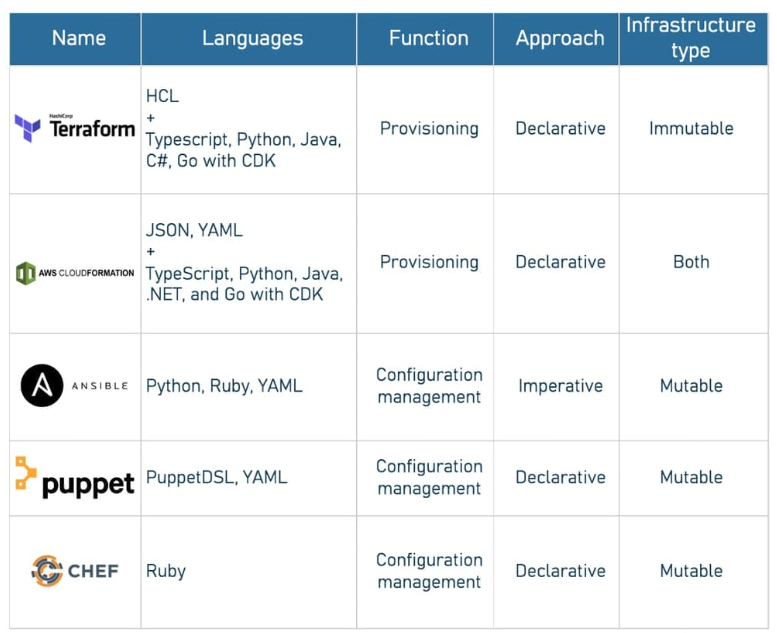 Name
Languages
Function
Approach
Infrastructure
type
HashiCorp
Terraform
HCL
+
Typescript, Python, Java,
C#, Go with CDK
Provisioning
Declarative
Immutable
AWS CLOUDFORMATION
JSON, YAML
+
TypeScript, Python, Java,
.NET, and Go with CDK
Provisioning
Declarative
Both
A
ANSIBLE
Python, Ruby, YAML
Configuration
management
Imperative
Mutable
puppet
PuppetDSL, YAML
Configuration
management
Declarative
Mutable
CHEF
Ruby
Configuration
management
Declarative
Mutable